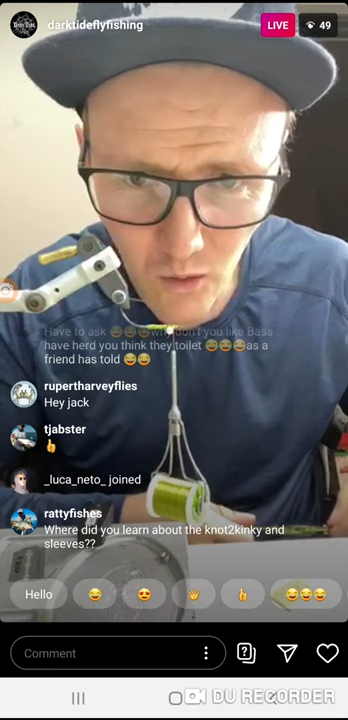 darktideflyfishing
LIVE
49
Have to ask 😅😅😅why don't you like Bass
have herd you think they toilet 😅😅😅as a
friend has told 😅😅
rupertharveyflies
Hey jack
tjabster
👍
_luca_neto_ joined
rattyfishes
Where did you learn about the knot2kinky and
sleeves??
Hello 😂 😍 👋 👍 😂😂😂
Comment
DU RECORDER